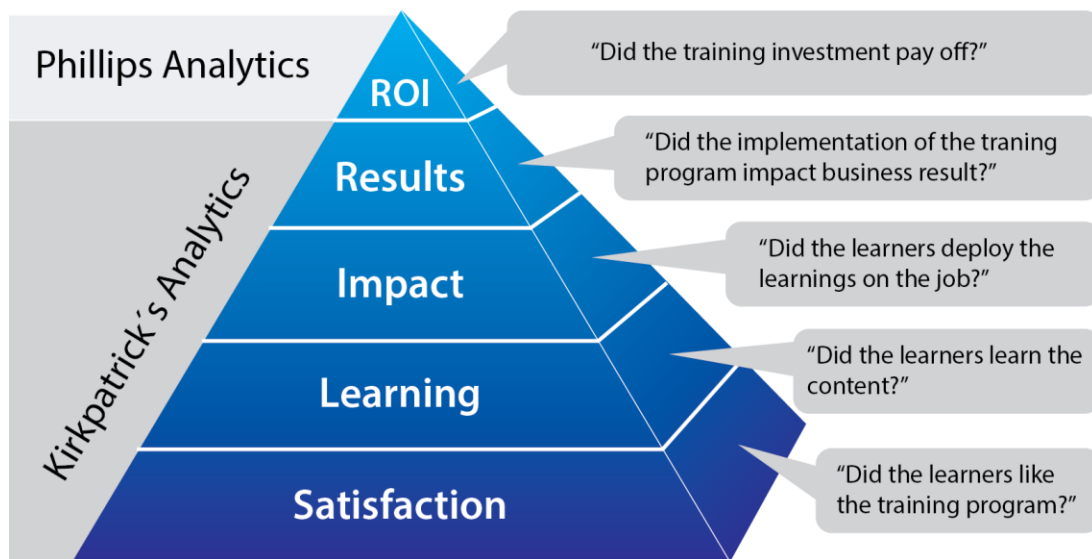 Phillips Analytics
Kirkpatrick´s Analytics
ROI
“Did the training investment pay off?”
Results
“Did the implementation of the traning
program impact business result?”
Impact
“Did the learners deploy the
learnings on the job?”
Learning
“Did the learners learn the
content?”
Satisfaction
“Did the learners like
the training program?”